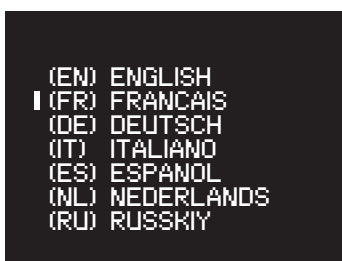 (EN) ENGLISH
(FR) FRANCAIS
(DE) DEUTSCH
(IT) ITALIANO
(ES) ESPANOL
(NL) NEDERLANDS
(RU) RUSSKIY